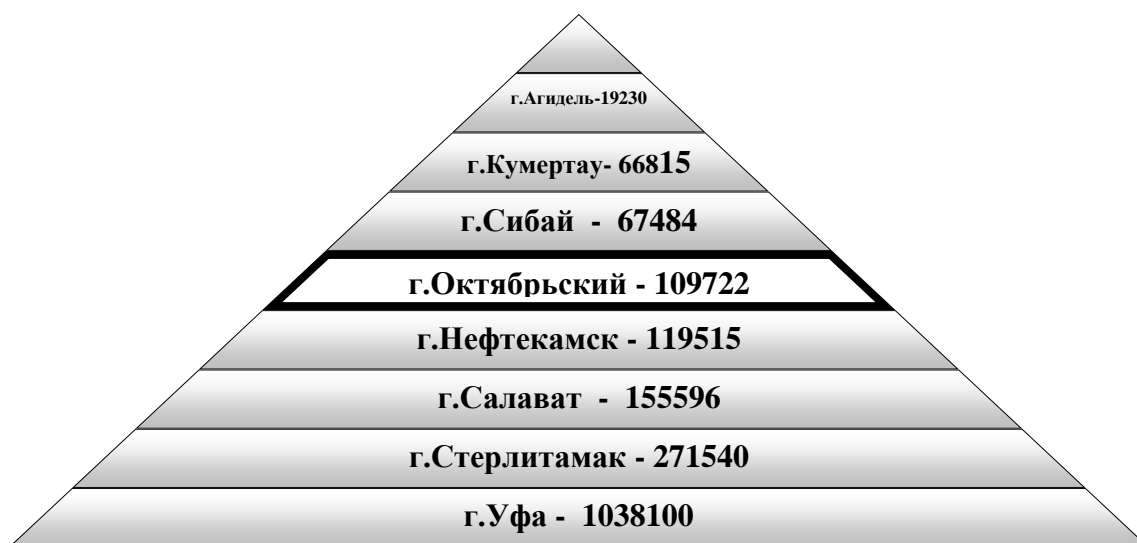 г.Агидель-19230
г.Кумертау- 66815
г.Сибай - 67484
г.Октябрьский - 109722
г.Нефтекамск - 119515
г.Салават - 155596
г.Стерлитамак - 271540
г.Уфа - 1038100